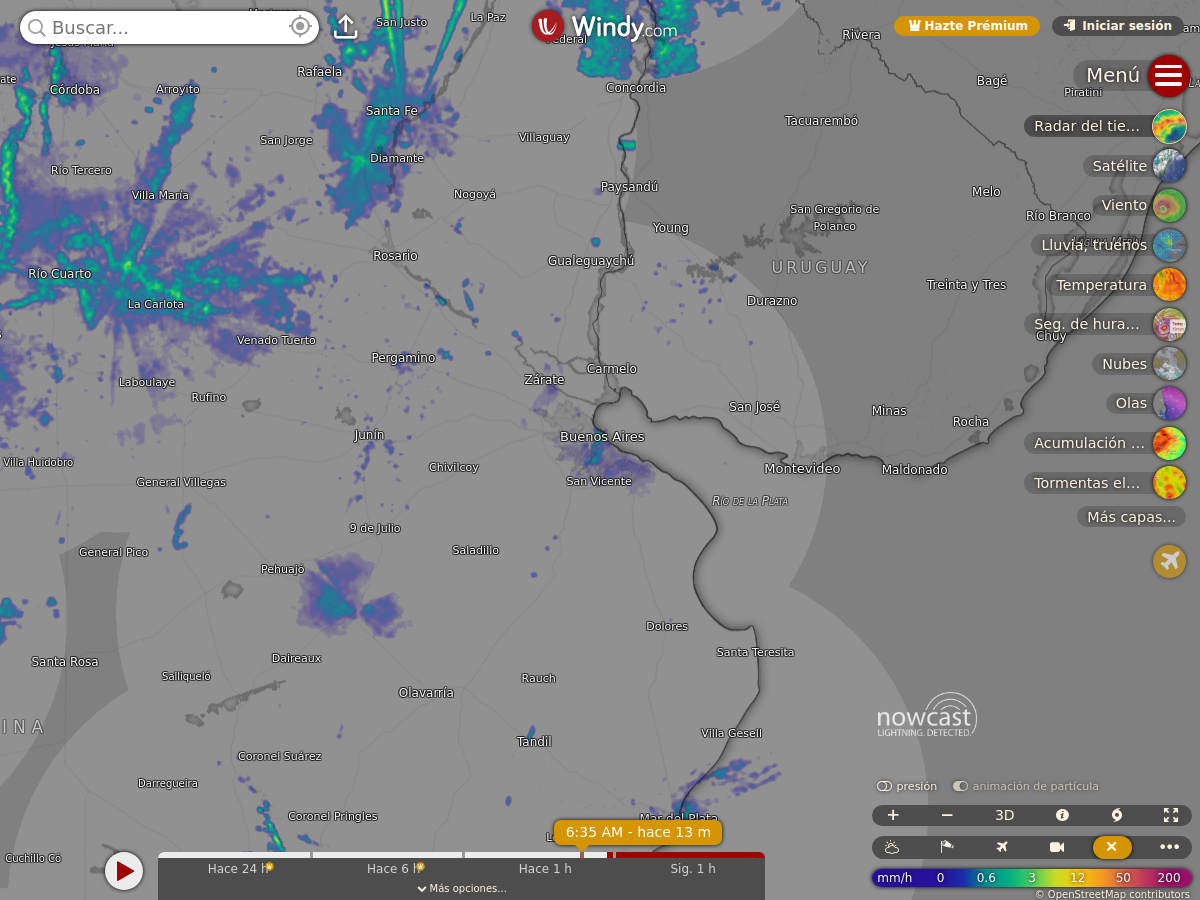 Buscar...
San Justo
La Paz
Windy.com
Federal
Rivera
Hazte Prémium
Iniciar sesión
Jesús María
Rafaela
Menú
Córdoba
Arroyito
Concordia
Bagé
Piratini
Santa Fe
Tacuarembó
Radar del tie...
San Jorge
Villaguay
Diamante
Satélite
Río Tercero
Villa María
Nogoyá
Paysandú
Melo
Viento
San Gregorio de
Polanco
Río Branco
Young
Lluvia, truenos
Rosario
Gualeguaychú
URUGUAY
Río Cuarto
La Carlota
Durazno
Treinta y Tres
Temperatura
Seg. de hura...
Chuy
Venado Tuerto
Pergamino
Carmelo
Nubes
Laboulaye
Zárate
Rufino
San José
Minas
Rocha
Olas
Junín
Buenos Aires
Acumulación ...
Villa Huidobro
Chivilcoy
Montevideo
Maldonado
General Villegas
San Vicente
Tormentas el...
Río de la Plata
Más capas...
9 de Julio
General Pico
Saladillo
Pehuajó
Dolores
Santa Rosa
Daireaux
Santa Teresita
Salliqueló
Rauch
Olavarría
INA
nowcast
LIGHTNING. DETECTED.
Tandil
Villa Gesell
Coronel Suárez
Darregueira
presión
animación de partícula
Coronel Pringles
Mar del Plata
+ − 3D
6:35 AM - hace 13 m
Cuchillo Có
Hace 24 h
Hace 6 h
Hace 1 h
Sig. 1 h
Más opciones...
mm/h 0 0.6 3 12 50 200
© OpenStreetMap contributors